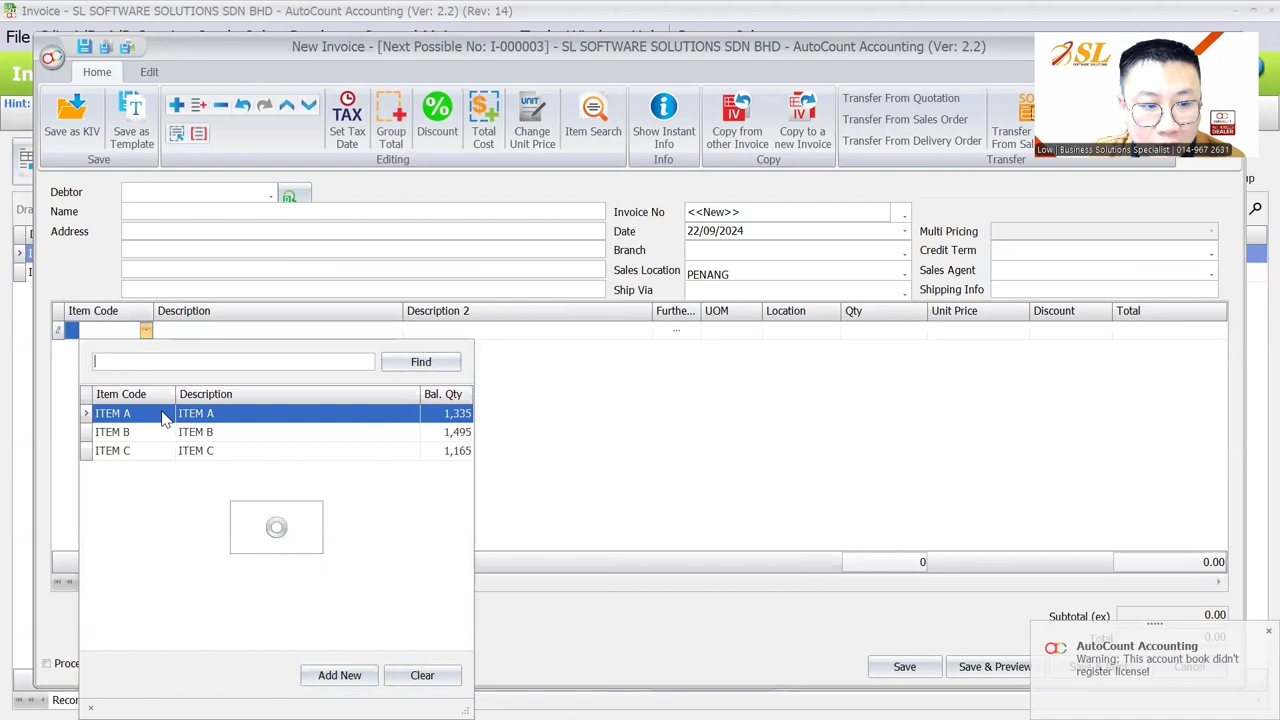 Invoice - SL SOFTWARE SOLUTIONS SDN BHD - AutoCount Accounting (Ver: 2.2) (Rev: 14)
File
New Invoice - [Next Possible No: I-000003] - SL SOFTWARE SOLUTIONS SDN BHD - AutoCount Accounting (Ver: 2.2)
SL
SOFTWARE SOLUTIONS
Home Edit
Hint:
Save as KIV
Save as Template
Set Tax Date
Group Total
Discount
Total Cost
Change Unit Price
Item Search
Show Instant Info
Copy from other Invoice
Copy to a new Invoice
Transfer From Quotation
Transfer From Sales Order
Transfer From Delivery Order
Save Editing Info Copy Transfer
DEALER
Low | Business Solutions Specialist | 014-967 2631
Debtor
Name Invoice No <<New>>
Address Date 22/09/2024 Multi Pricing
Branch Credit Term
Sales Location PENANG Sales Agent
Ship Via Shipping Info
Item Code Description Description 2 Furthe... UOM Location Qty Unit Price Discount Total
...
Find
Item Code Description Bal. Qty
ITEM A ITEM A 1,335
ITEM B ITEM B 1,495
ITEM C ITEM C 1,165
0 0.00
Subtotal (ex) 0.00
Total 0.00
AutoCount Accounting
Warning: This account book didn't
register license!
Proce
Add New Clear
Save Save & Preview Cancel
Recor